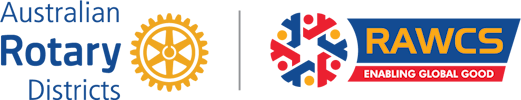 Australian
Rotary
Districts
RAWCS
ENABLING GLOBAL GOOD